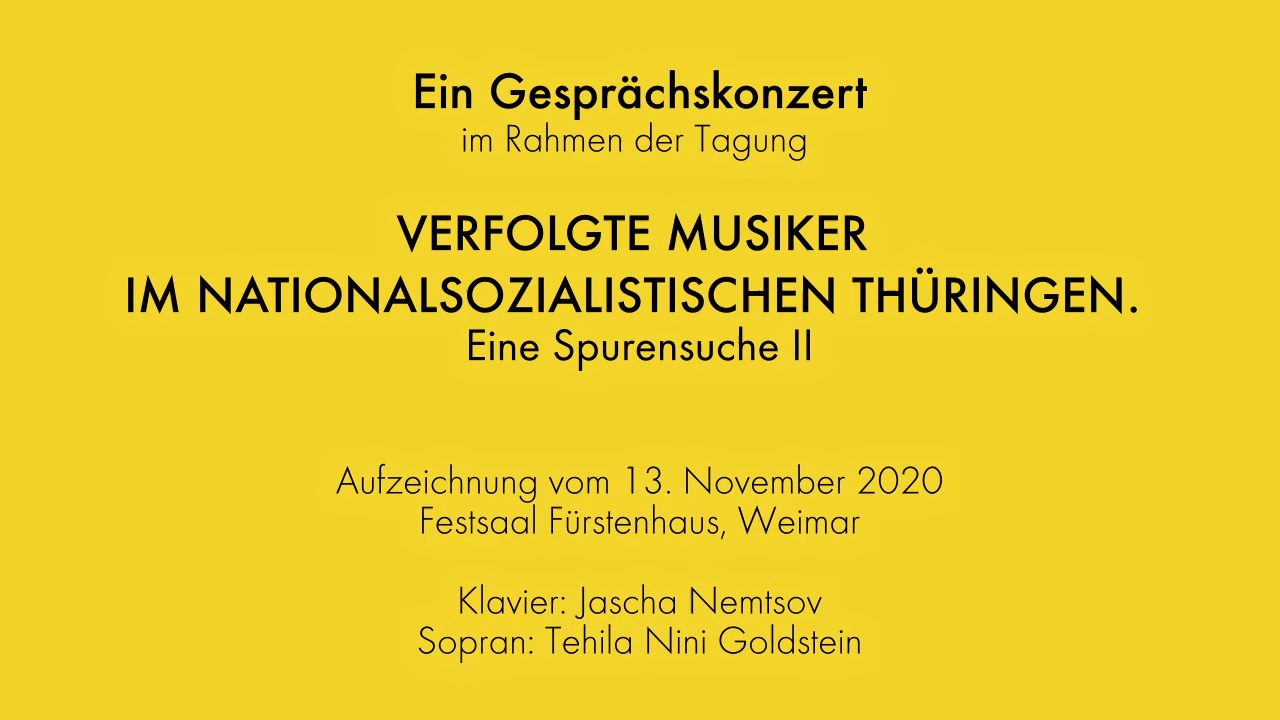 Ein Gesprächskonzert
im Rahmen der Tagung
VERFOLGTE MUSIKER
IM NATIONALSOZIALISTISCHEN THÜRINGEN.
Eine Spurensuche II
Aufzeichnung vom 13. November 2020
Festsaal Fürstenhaus, Weimar
Klavier: Jascha Nemtsov
Sopran: Tehila Nini Goldstein